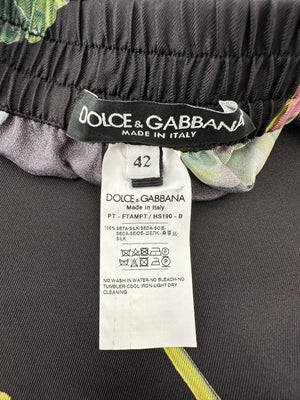 DOLCE & GABBANA
MADE IN ITALY
42
DOLCE & GABBANA
Made in Italy
PT - FTAMPT / HS190 - B
100% SETA-SILK-SEDA-SOIE-
SEIDE-
SILK
NO WASH IN WATER-NO BLEACH-NO
TUMBLER-COOL IRON-LIGHT DRY
CLEANING.